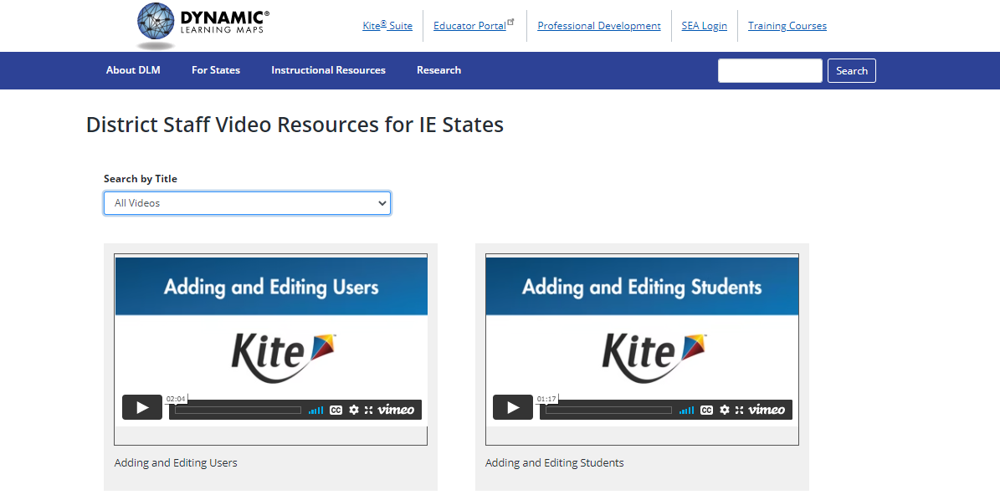 DYNAMIC®
LEARNING MAPS
Kite® Suite
Educator Portal
Professional Development
SEA Login
Training Courses
About DLM
For States
Instructional Resources
Research
Search
District Staff Video Resources for IE States
Search by Title
All Videos
Adding and Editing Users
Kite
02:04
CC
vimeo
Adding and Editing Users
Adding and Editing Students
Kite
01:17
CC
vimeo
Adding and Editing Students